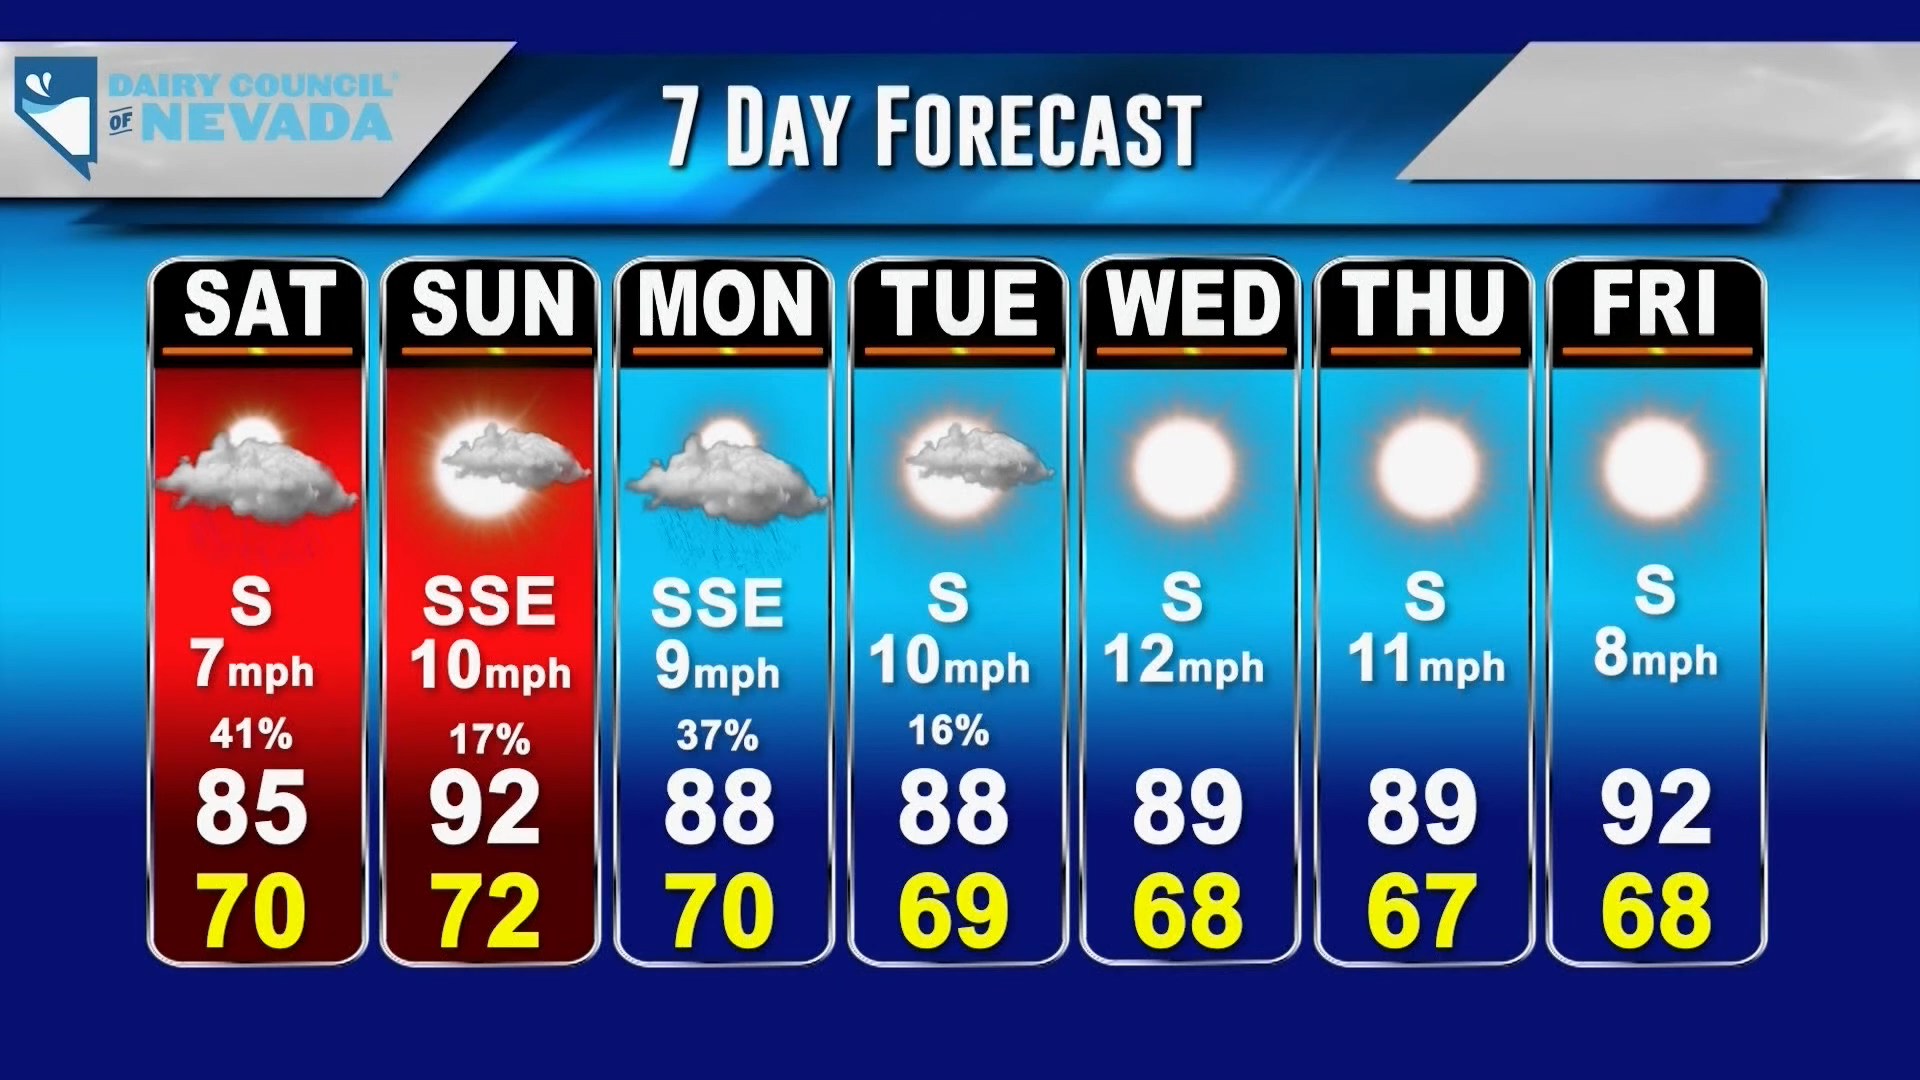 DAIRY COUNCIL®
OF NEVADA
7 DAY FORECAST
SAT
S
7mph
41%
85
70
SUN
SSE
10mph
17%
92
72
MON
SSE
9mph
37%
88
70
TUE
S
10mph
16%
88
69
WED
S
12mph
89
68
THU
S
11mph
89
67
FRI
S
8mph
92
68